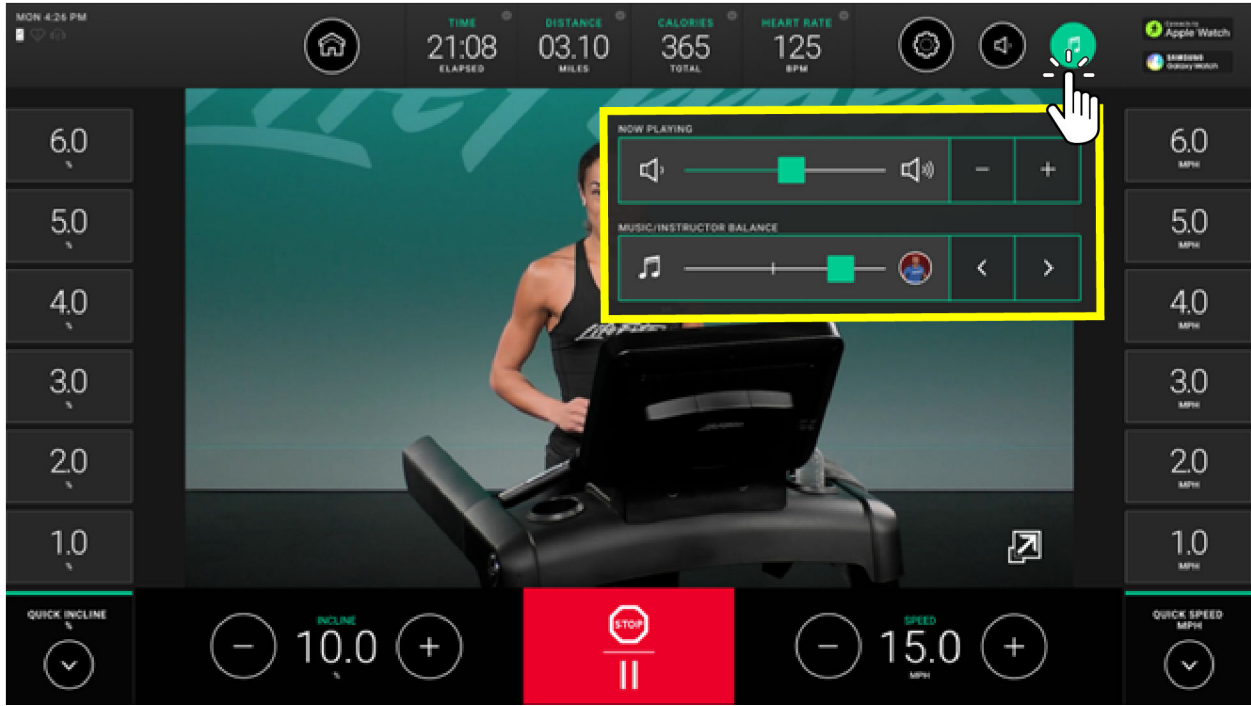 MON 4:26 PM
TIME
21:08
ELAPSED
DISTANCE
03.10
MILES
CALORIES
365
TOTAL
HEART RATE
125
BPM
Connects to
Apple Watch
SAMSUNG
Galaxy Watch
6.0
%
5.0
%
4.0
%
3.0
%
2.0
%
1.0
%
QUICK INCLINE
%
NOW PLAYING
−
+
MUSIC/INSTRUCTOR BALANCE
<
>
6.0
MPH
5.0
MPH
4.0
MPH
3.0
MPH
2.0
MPH
1.0
MPH
QUICK SPEED
MPH
−
INCLINE
10.0
%
+
STOP
−
SPEED
15.0
MPH
+